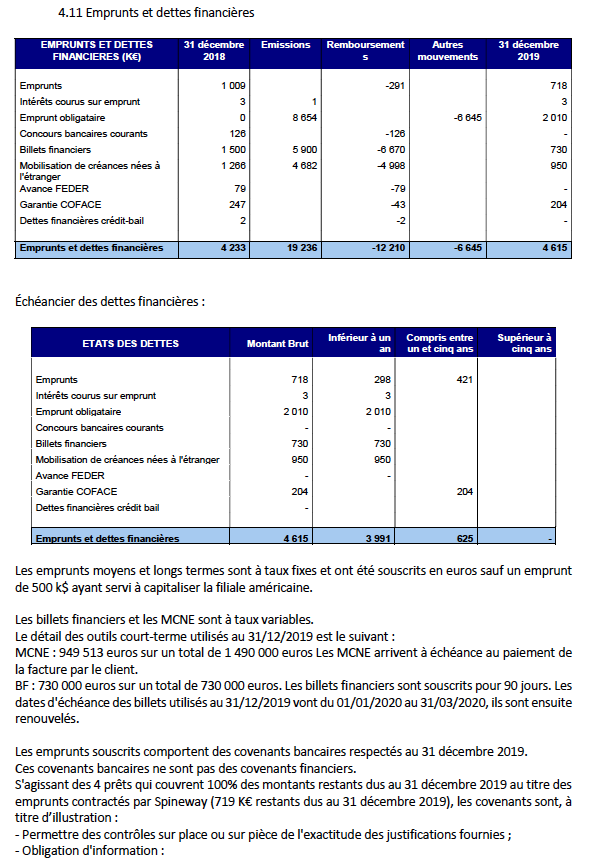 4.11 Emprunts et dettes financières
EMPRUNTS ET DETTES FINANCIERES (K€) 31 décembre 2018 Emissions Remboursements Autres mouvements 31 décembre 2019
Emprunts 1 009 -291 718
Intérêts courus sur emprunt 3 1 3
Emprunt obligataire 0 8 654 -6 645 2 010
Concours bancaires courants 126 -126 -
Billets financiers 1 500 5 900 -6 670 730
Mobilisation de créances nées à l'étranger 1 266 4 682 -4 998 950
Avance FEDER 79 -79 -
Garantie COFACE 247 -43 204
Dettes financières crédit-bail 2 -2 -
Emprunts et dettes financières 4 233 19 236 -12 210 -6 645 4 615
Échéancier des dettes financières :
ETATS DES DETTES Montant Brut Inférieur à un an Compris entre un et cinq ans Supérieur à cinq ans
Emprunts 718 298 421
Intérêts courus sur emprunt 3 3
Emprunt obligataire 2 010 2 010
Concours bancaires courants - -
Billets financiers 730 730
Mobilisation de créances nées à l'étranger 950 950
Avance FEDER - -
Garantie COFACE 204 204
Dettes financières crédit bail -
Emprunts et dettes financières 4 615 3 991 625 -
Les emprunts moyens et longs termes sont à taux fixes et ont été souscrits en euros sauf un emprunt
de 500 k$ ayant servi à capitaliser la filiale américaine.
Les billets financiers et les MCNE sont à taux variables.
Le détail des outils court-terme utilisés au 31/12/2019 est le suivant :
MCNE : 949 513 euros sur un total de 1 490 000 euros Les MCNE arrivent à échéance au paiement de
la facture par le client.
BF : 730 000 euros sur un total de 730 000 euros. Les billets financiers sont souscrits pour 90 jours. Les
dates d'échéance des billets utilisés au 31/12/2019 vont du 01/01/2020 au 31/03/2020, ils sont ensuite
renouvelés.
Les emprunts souscrits comportent des covenants bancaires respectés au 31 décembre 2019.
Ces covenants bancaires ne sont pas des covenants financiers.
S'agissant des 4 prêts qui couvrent 100% des montants restants dus au 31 décembre 2019 au titre des
emprunts contractés par Spineway (719 K€ restants dus au 31 décembre 2019), les covenants sont, à
titre d'illustration :
- Permettre des contrôles sur place ou sur pièce de l'exactitude des justifications fournies ;
- Obligation d'information :